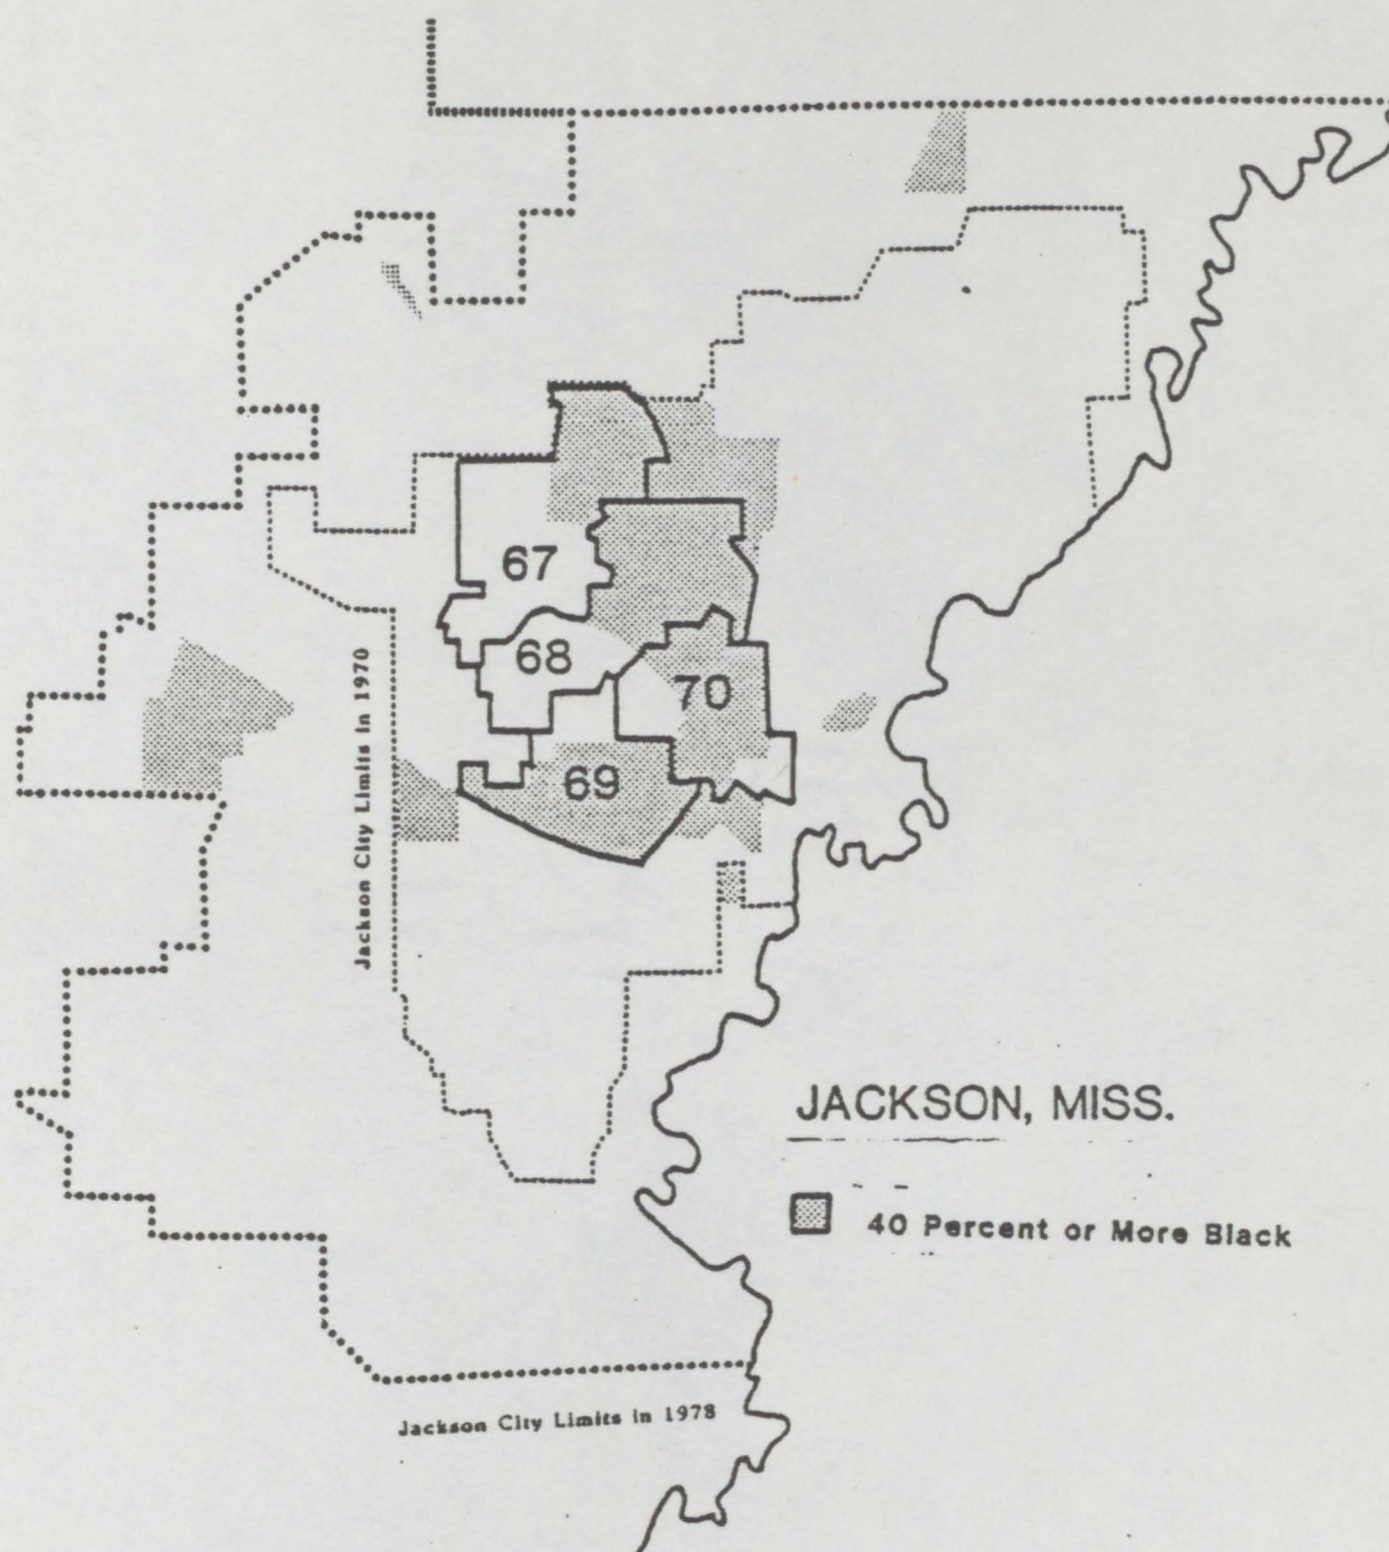 67
68
70
69
Jackson City Limits in 1970
JACKSON, MISS.
40 Percent or More Black
Jackson City Limits in 1978